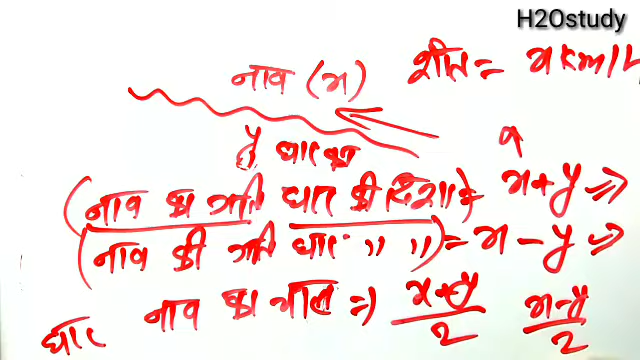 H2Ostudy
नाव (x) शांत = x km/h
धारा
(नाव की गति धारा की दिशा) = x + y ⇒
(नाव की गति धारा " ") = x - y ⇒
धारा नाव की चाल ⇒ x + y / 2 x - y / 2